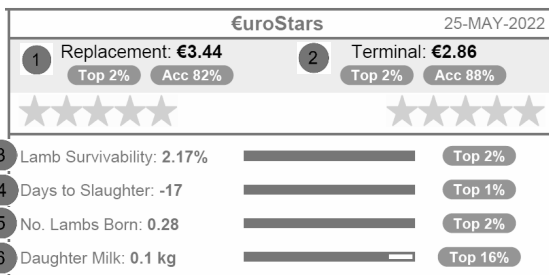 €uroStars 25-MAY-2022
1 Replacement: €3.44 2 Terminal: €2.86
Top 2% Acc 82% Top 2% Acc 88%
3 Lamb Survivability: 2.17% Top 2%
4 Days to Slaughter: -17 Top 1%
5 No. Lambs Born: 0.28 Top 2%
6 Daughter Milk: 0.1 kg Top 16%